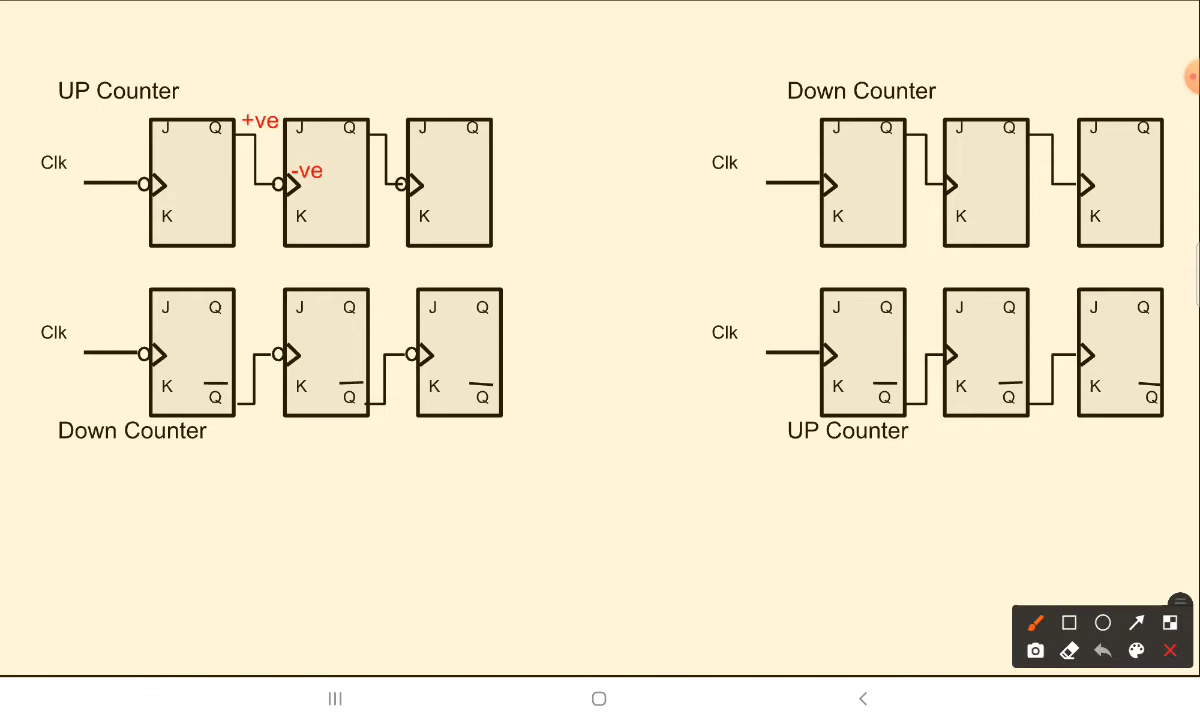 UP Counter
Down Counter
J Q +ve J Q J Q
J Q J Q J Q
Clk
-ve
Clk
K K K
K K K
J Q J Q J Q
J Q J Q J Q
Clk
Clk
K Q K Q K Q
K Q K Q K Q
Down Counter
UP Counter